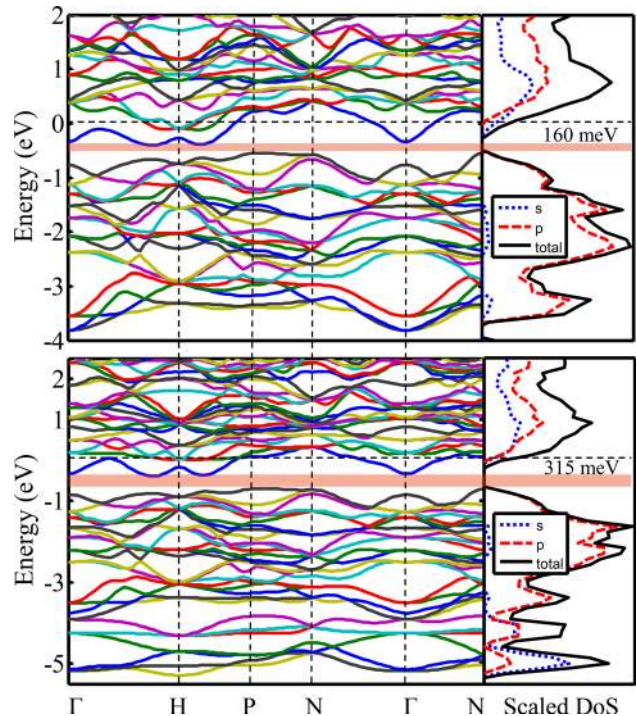 2
1
0
-1
-2
-3
-4
Energy (eV)
160 meV
s
p
total
2
1
-1
-3
-5
Energy (eV)
315 meV
s
p
total
Γ H P N Γ N Scaled DoS